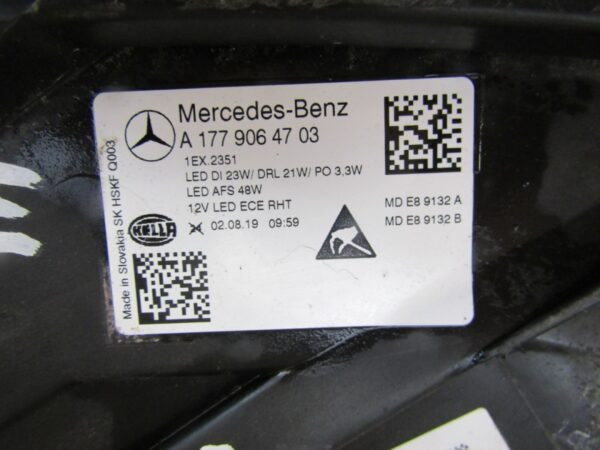 Mercedes-Benz
A 177 906 47 03
1EX.2351
LED DI 23W/ DRL 21W/ PO 3,3W
LED AFS 48W
12V LED ECE RHT
HELLA
02.08.19 09:59
MD E8 9132 A
MD E8 9132 B
Made in Slovakia SK HSKF Q003